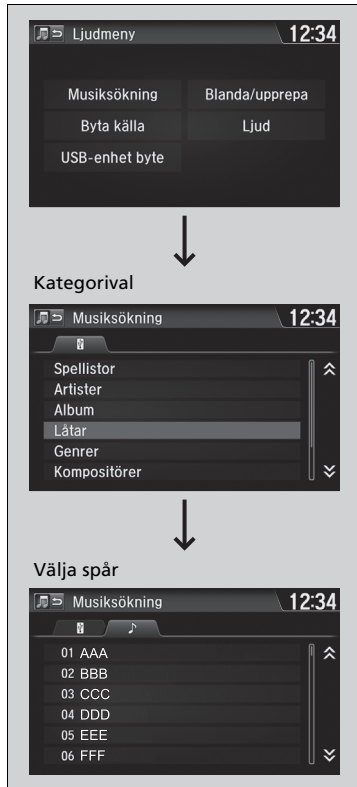 Ljudmeny 12:34
Musiksökning Blanda/upprepa
Byta källa Ljud
USB-enhet byte
Kategorival
Musiksökning 12:34
Spellistor
Artister
Album
Låtar
Genrer
Kompositörer
Välja spår
Musiksökning 12:34
01 AAA
02 BBB
03 CCC
04 DDD
05 EEE
06 FFF